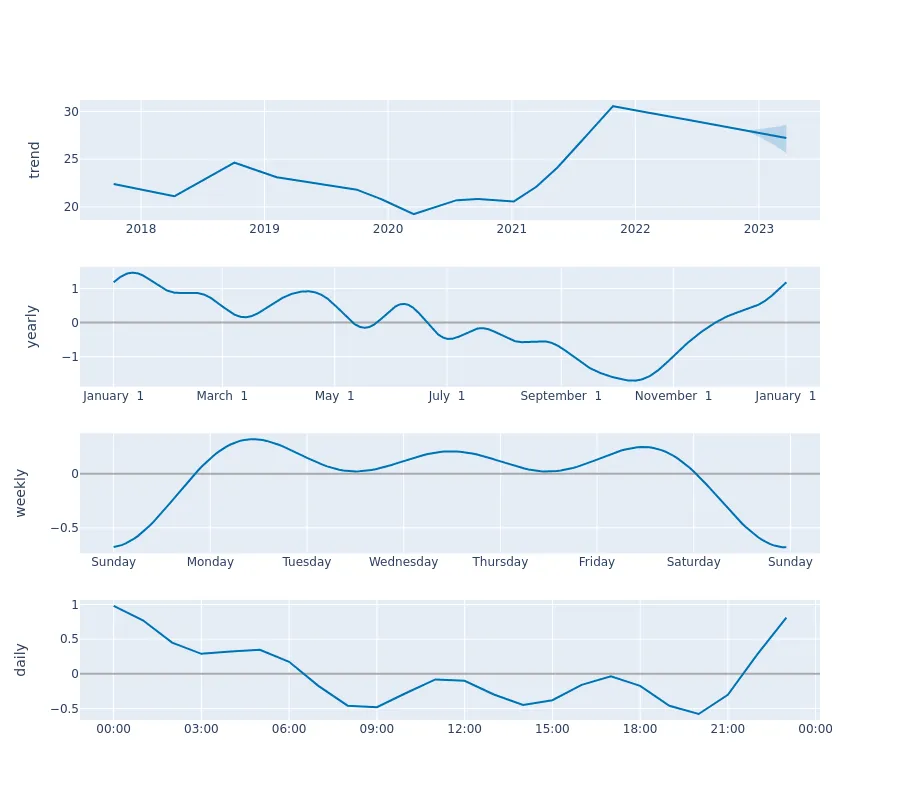 trend
30
25
20
2018 2019 2020 2021 2022 2023
yearly
1
0
−1
January 1 March 1 May 1 July 1 September 1 November 1 January 1
weekly
0
−0.5
Sunday Monday Tuesday Wednesday Thursday Friday Saturday Sunday
daily
1
0.5
0
−0.5
00:00 03:00 06:00 09:00 12:00 15:00 18:00 21:00 00:00